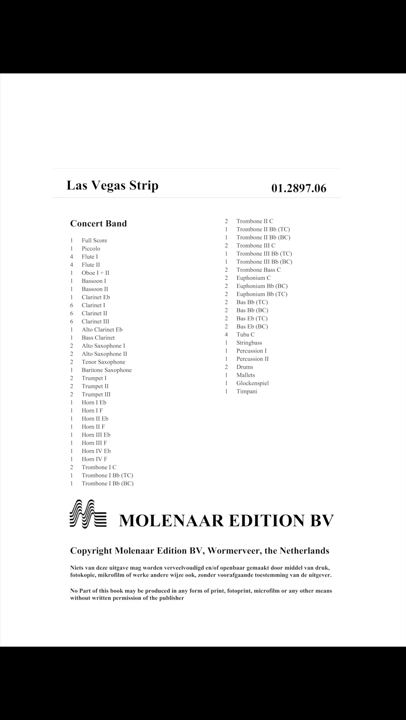 Las Vegas Strip
01.2897.06
Concert Band
1 Full Score
1 Piccolo
4 Flute I
4 Flute II
1 Oboe I + II
1 Bassoon I
1 Bassoon II
1 Clarinet Eb
6 Clarinet I
6 Clarinet II
6 Clarinet III
1 Alto Clarinet Eb
1 Bass Clarinet
2 Alto Saxophone I
2 Alto Saxophone II
2 Tenor Saxophone
1 Baritone Saxophone
2 Trumpet I
2 Trumpet II
2 Trumpet III
1 Horn I Eb
1 Horn I F
1 Horn II Eb
1 Horn II F
1 Horn III Eb
1 Horn III F
1 Horn IV Eb
1 Horn IV F
2 Trombone I C
1 Trombone I Bb (TC)
1 Trombone I Bb (BC)
2 Trombone II C
1 Trombone II Bb (TC)
1 Trombone II Bb (BC)
2 Trombone III C
1 Trombone III Bb (TC)
1 Trombone III Bb (BC)
2 Trombone Bass C
2 Euphonium C
2 Euphonium Bb (BC)
2 Euphonium Bb (TC)
2 Bas Bb (TC)
2 Bas Bb (BC)
2 Bas Eb (TC)
2 Bas Eb (BC)
4 Tuba C
1 Stringbass
1 Percussion I
1 Percussion II
2 Drums
1 Mallets
1 Glockenspiel
1 Timpani
MOLENAAR EDITION BV
Copyright Molenaar Edition BV, Wormerveer, the Netherlands
Niets van deze uitgave mag worden verveelvoudigd en/of openbaar gemaakt door middel van druk,
fotokopie, mikrofilm of welke andere wijze ook, zonder voorafgaande toestemming van de uitgever.
No Part of this book may be produced in any form of print, fotoprint, microfilm or any other means
without written permission of the publisher